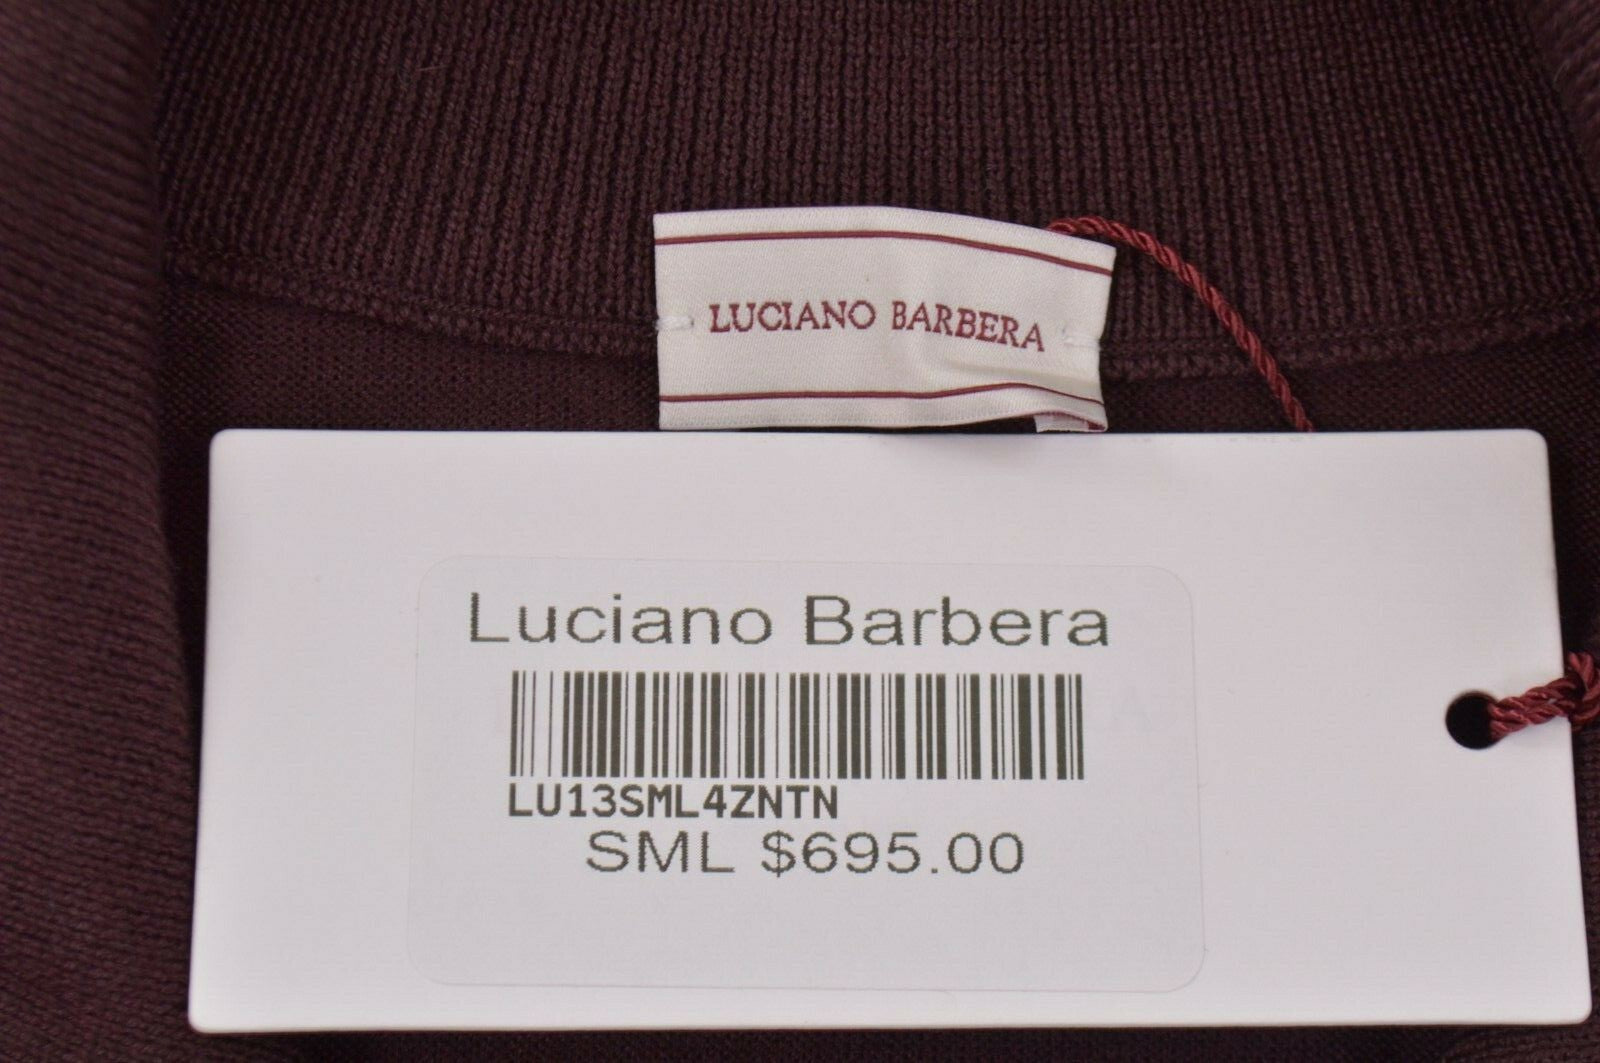 LUCIANO BARBERA
Luciano Barbera
LU13SML4ZNTN
SML $695.00